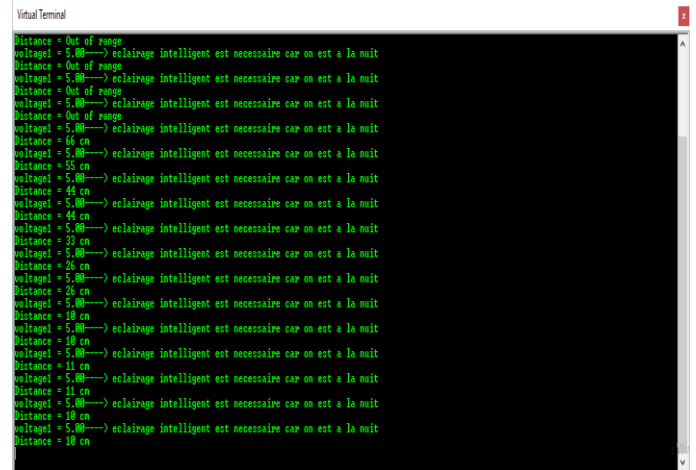 Virtual Terminal
Distance = Out of range
voltage1 = 5.00----> eclairage intelligent est necessaire car on est a la nuit
Distance = Out of range
voltage1 = 5.00----> eclairage intelligent est necessaire car on est a la nuit
Distance = Out of range
voltage1 = 5.00----> eclairage intelligent est necessaire car on est a la nuit
Distance = Out of range
voltage1 = 5.00----> eclairage intelligent est necessaire car on est a la nuit
Distance = 66 cm
voltage1 = 5.00----> eclairage intelligent est necessaire car on est a la nuit
Distance = 55 cm
voltage1 = 5.00----> eclairage intelligent est necessaire car on est a la nuit
Distance = 44 cm
voltage1 = 5.00----> eclairage intelligent est necessaire car on est a la nuit
Distance = 44 cm
voltage1 = 5.00----> eclairage intelligent est necessaire car on est a la nuit
Distance = 33 cm
voltage1 = 5.00----> eclairage intelligent est necessaire car on est a la nuit
Distance = 26 cm
voltage1 = 5.00----> eclairage intelligent est necessaire car on est a la nuit
Distance = 26 cm
voltage1 = 5.00----> eclairage intelligent est necessaire car on est a la nuit
Distance = 10 cm
voltage1 = 5.00----> eclairage intelligent est necessaire car on est a la nuit
Distance = 10 cm
voltage1 = 5.00----> eclairage intelligent est necessaire car on est a la nuit
Distance = 11 cm
voltage1 = 5.00----> eclairage intelligent est necessaire car on est a la nuit
Distance = 11 cm
voltage1 = 5.00----> eclairage intelligent est necessaire car on est a la nuit
Distance = 10 cm
voltage1 = 5.00----> eclairage intelligent est necessaire car on est a la nuit
Distance = 10 cm